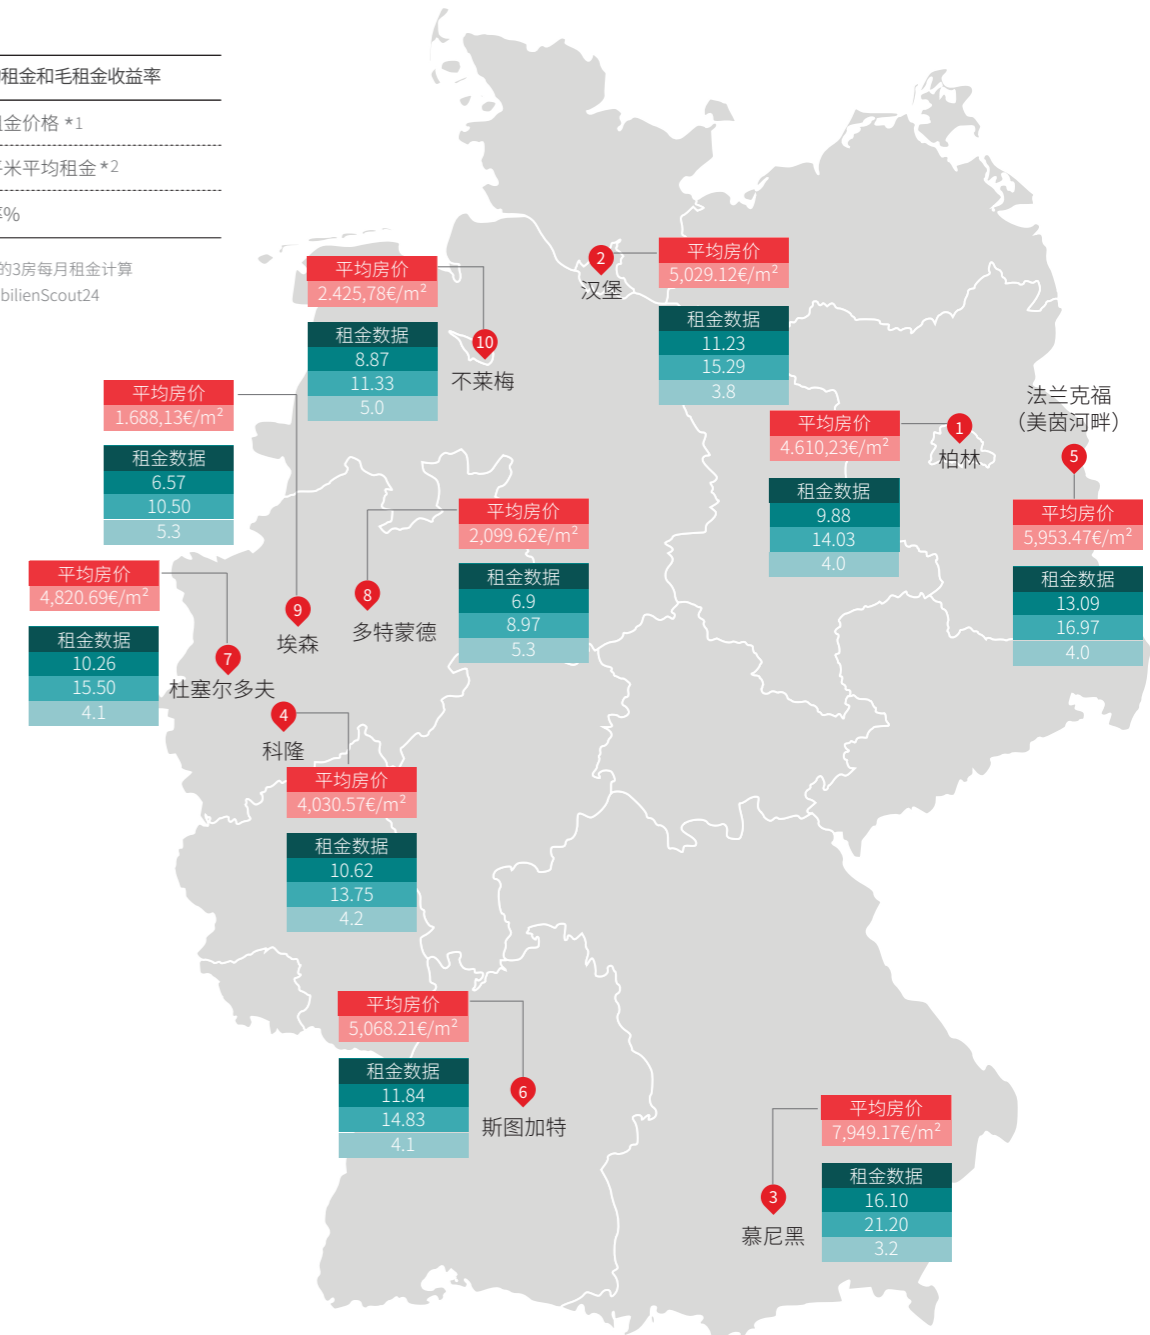 租金和毛租金收益率
金价格 *1
米平均租金*2
%
的3房每月租金计算
bilienScout24
平均房价
2.425,78€/m²
租金数据
8.87
11.33
5.0
10
不莱梅
2
汉堡
平均房价
5,029.12€/m²
租金数据
11.23
15.29
3.8
平均房价
1.688,13€/m²
租金数据
6.57
10.50
5.3
9
埃森
平均房价
4.610,23€/m²
租金数据
9.88
14.03
4.0
1
柏林
法兰克福
（美茵河畔）
5
平均房价
5,953.47€/m²
租金数据
13.09
16.97
4.0
平均房价
2,099.62€/m²
租金数据
6.9
8.97
5.3
8
多特蒙德
平均房价
4,820.69€/m²
租金数据
10.26
15.50
4.1
7
杜塞尔多夫
4
科隆
平均房价
4,030.57€/m²
租金数据
10.62
13.75
4.2
平均房价
5,068.21€/m²
租金数据
11.84
14.83
4.1
6
斯图加特
平均房价
7,949.17€/m²
租金数据
16.10
21.20
3.2
3
慕尼黑